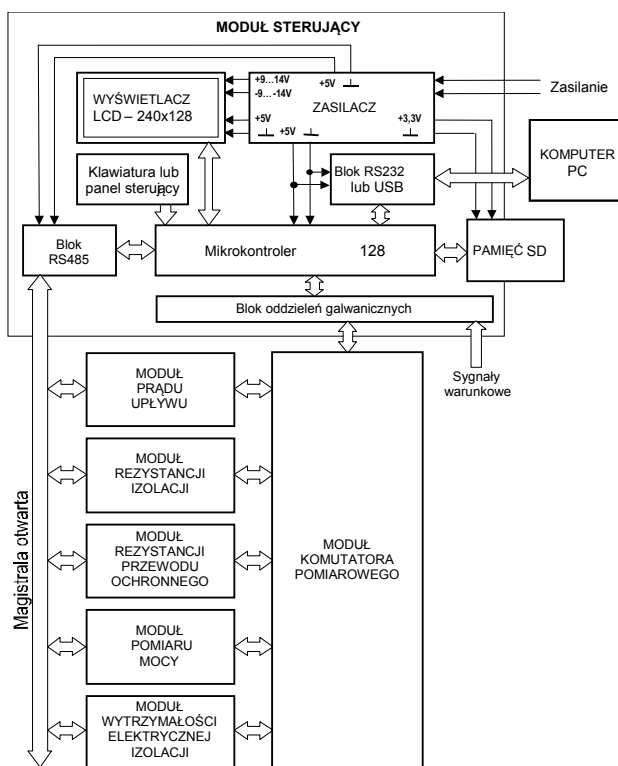 MODUŁ STERUJĄCY
+9...14V
-9... -14V
+5V
+5V
+5V
+3,3V
ZASILACZ
Zasilanie
WYŚWIETLACZ
LCD – 240x128
Klawiatura lub
panel sterujący
Blok RS232
lub USB
KOMPUTER
PC
Blok
RS485
Mikrokontroler 128
PAMIĘĆ SD
Blok oddzieleń galwanicznych
Sygnały
warunkowe
Magistrala otwarta
MODUŁ
PRĄDU
UPŁYWU
MODUŁ
REZYSTANCJI
IZOLACJI
MODUŁ
REZYSTANCJI
PRZEWODU
OCHRONNEGO
MODUŁ
POMIARU
MOCY
MODUŁ
WYTRZYMAŁOŚCI
ELEKTRYCZNEJ
IZOLACJI
MODUŁ
KOMUTATORA
POMIAROWEGO